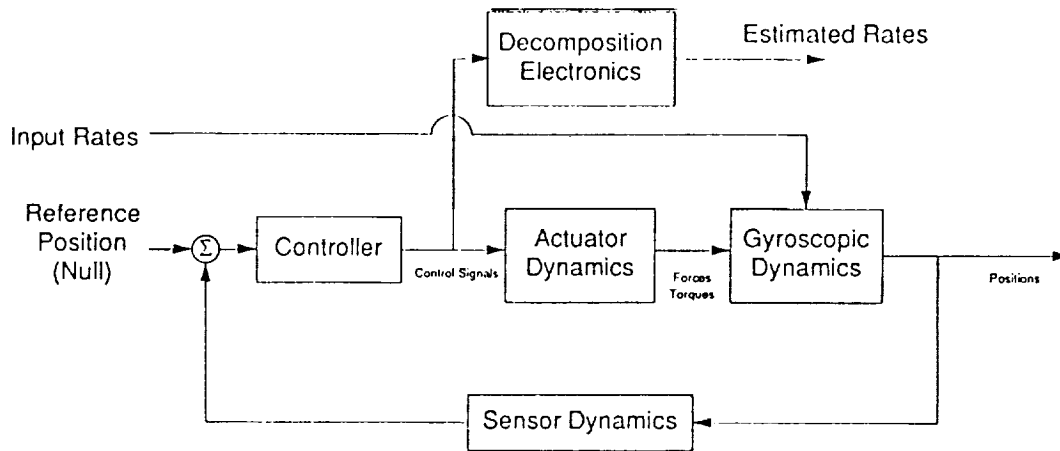 Decomposition
Electronics
Estimated Rates
Input Rates
Reference
Position
(Null)
Σ
Controller
Control Signals
Actuator
Dynamics
Forces
Torques
Gyroscopic
Dynamics
Positions
Sensor Dynamics